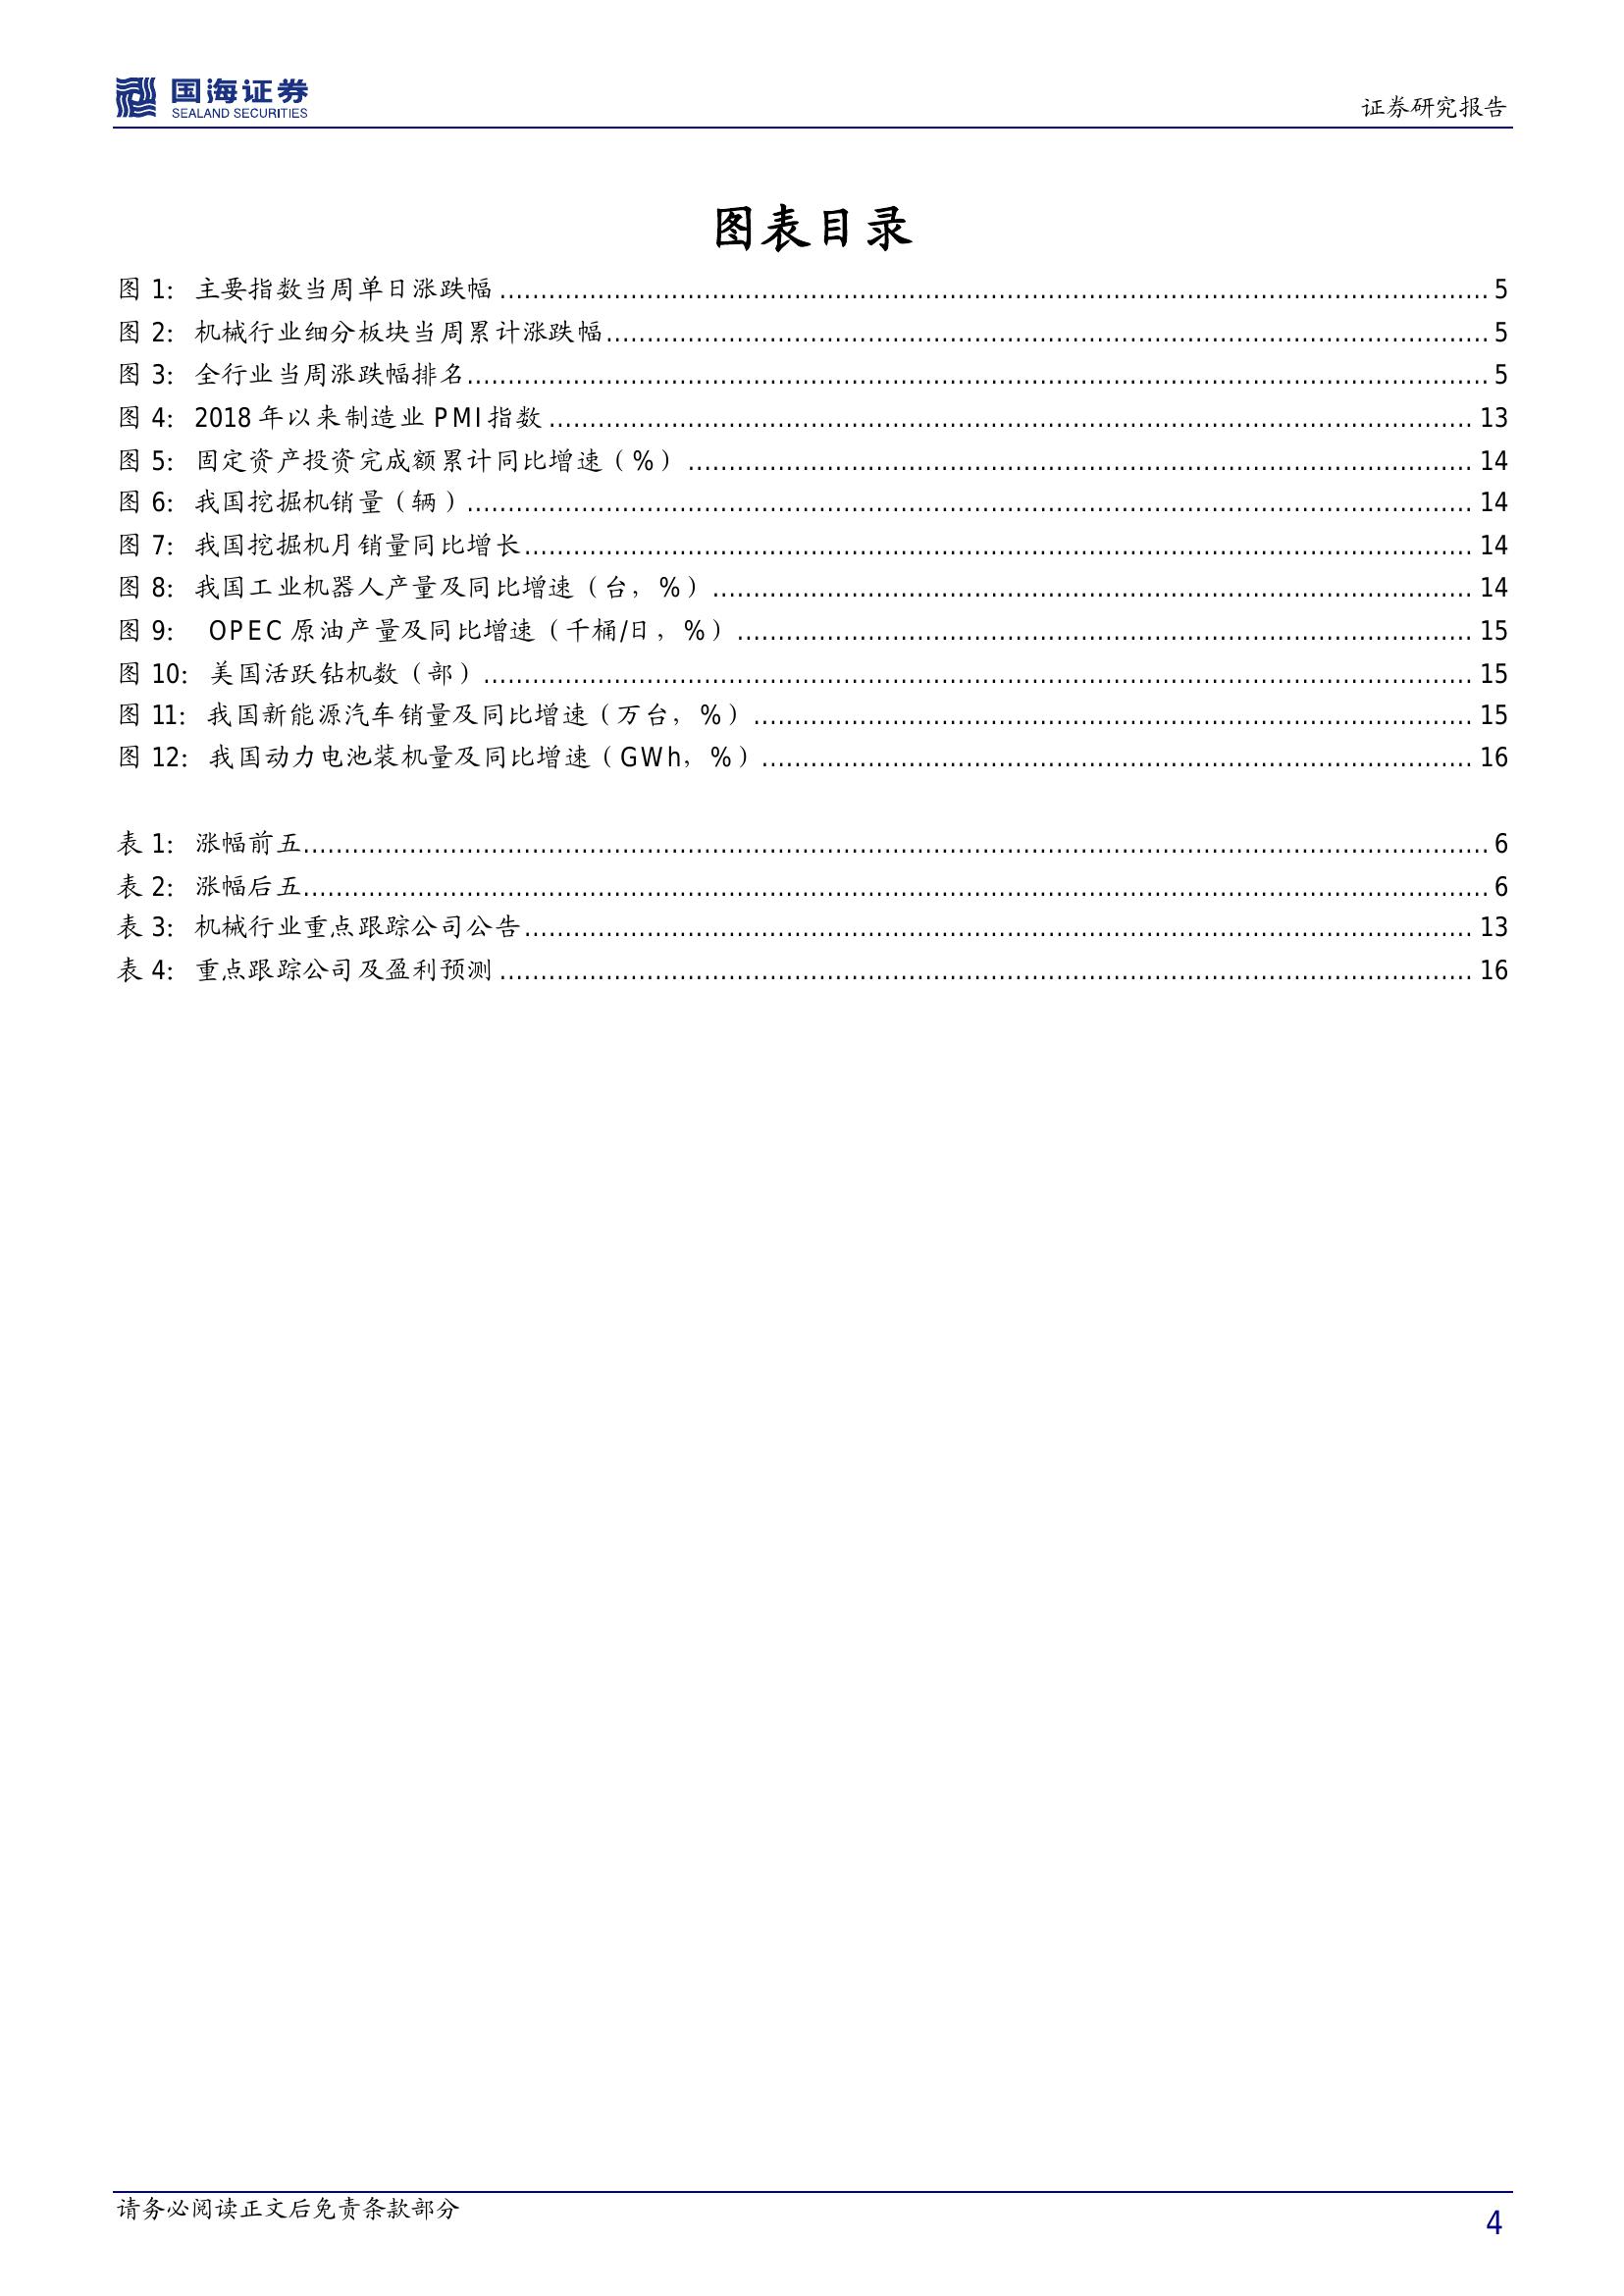 国海证券
SEALAND SECURITIES
证券研究报告
图表目录
图 1: 主要指数当周单日涨跌幅 5
图 2: 机械行业细分板块当周累计涨跌幅 5
图 3: 全行业当周涨跌幅排名 5
图 4: 2018 年以来制造业 PMI 指数 13
图 5: 固定资产投资完成额累计同比增速（%） 14
图 6: 我国挖掘机销量（辆） 14
图 7: 我国挖掘机月销量同比增长 14
图 8: 我国工业机器人产量及同比增速（台，%） 14
图 9: OPEC 原油产量及同比增速（千桶/日，%） 15
图 10: 美国活跃钻机数（部） 15
图 11: 我国新能源汽车销量及同比增速（万台，%） 15
图 12: 我国动力电池装机量及同比增速（GWh，%） 16
表 1: 涨幅前五 6
表 2: 涨幅后五 6
表 3: 机械行业重点跟踪公司公告 13
表 4: 重点跟踪公司及盈利预测 16
请务必阅读正文后免责条款部分
4